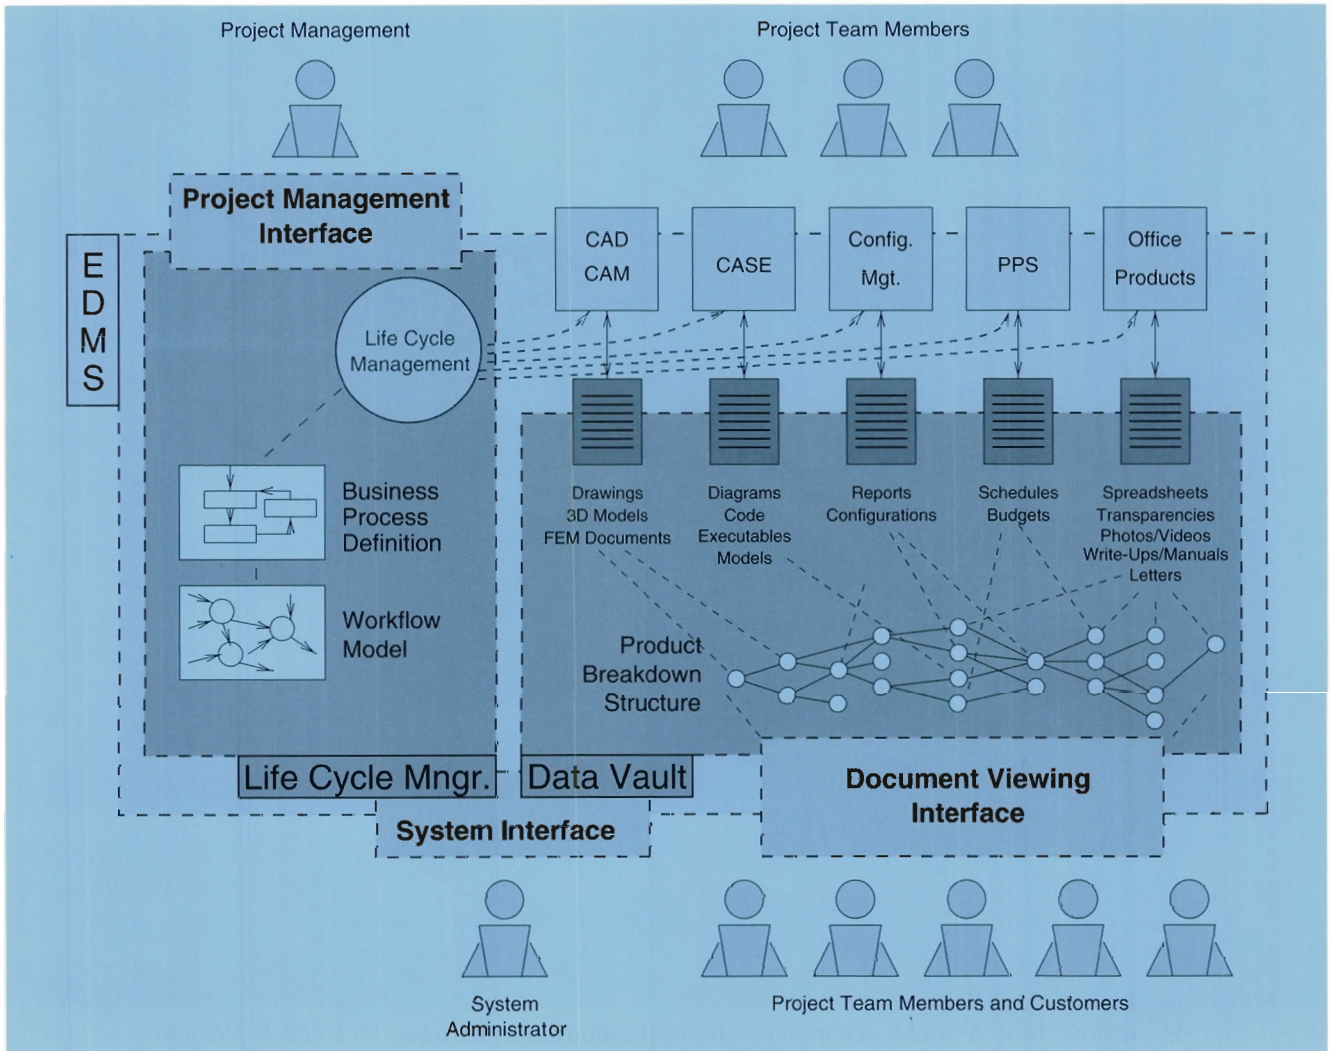 Project Management
Project Team Members
Project Management
Interface
EDMS
CAD
CAM
CASE
Config.
Mgt.
PPS
Office
Products
Life Cycle
Management
Business
Process
Definition
Workflow
Model
Drawings
3D Models
FEM Documents
Diagrams
Code
Executables
Models
Reports
Configurations
Schedules
Budgets
Spreadsheets
Transparencies
Photos/Videos
Write-Ups/Manuals
Letters
Product
Breakdown
Structure
Life Cycle Mngr.
Data Vault
System Interface
Document Viewing
Interface
System
Administrator
Project Team Members and Customers